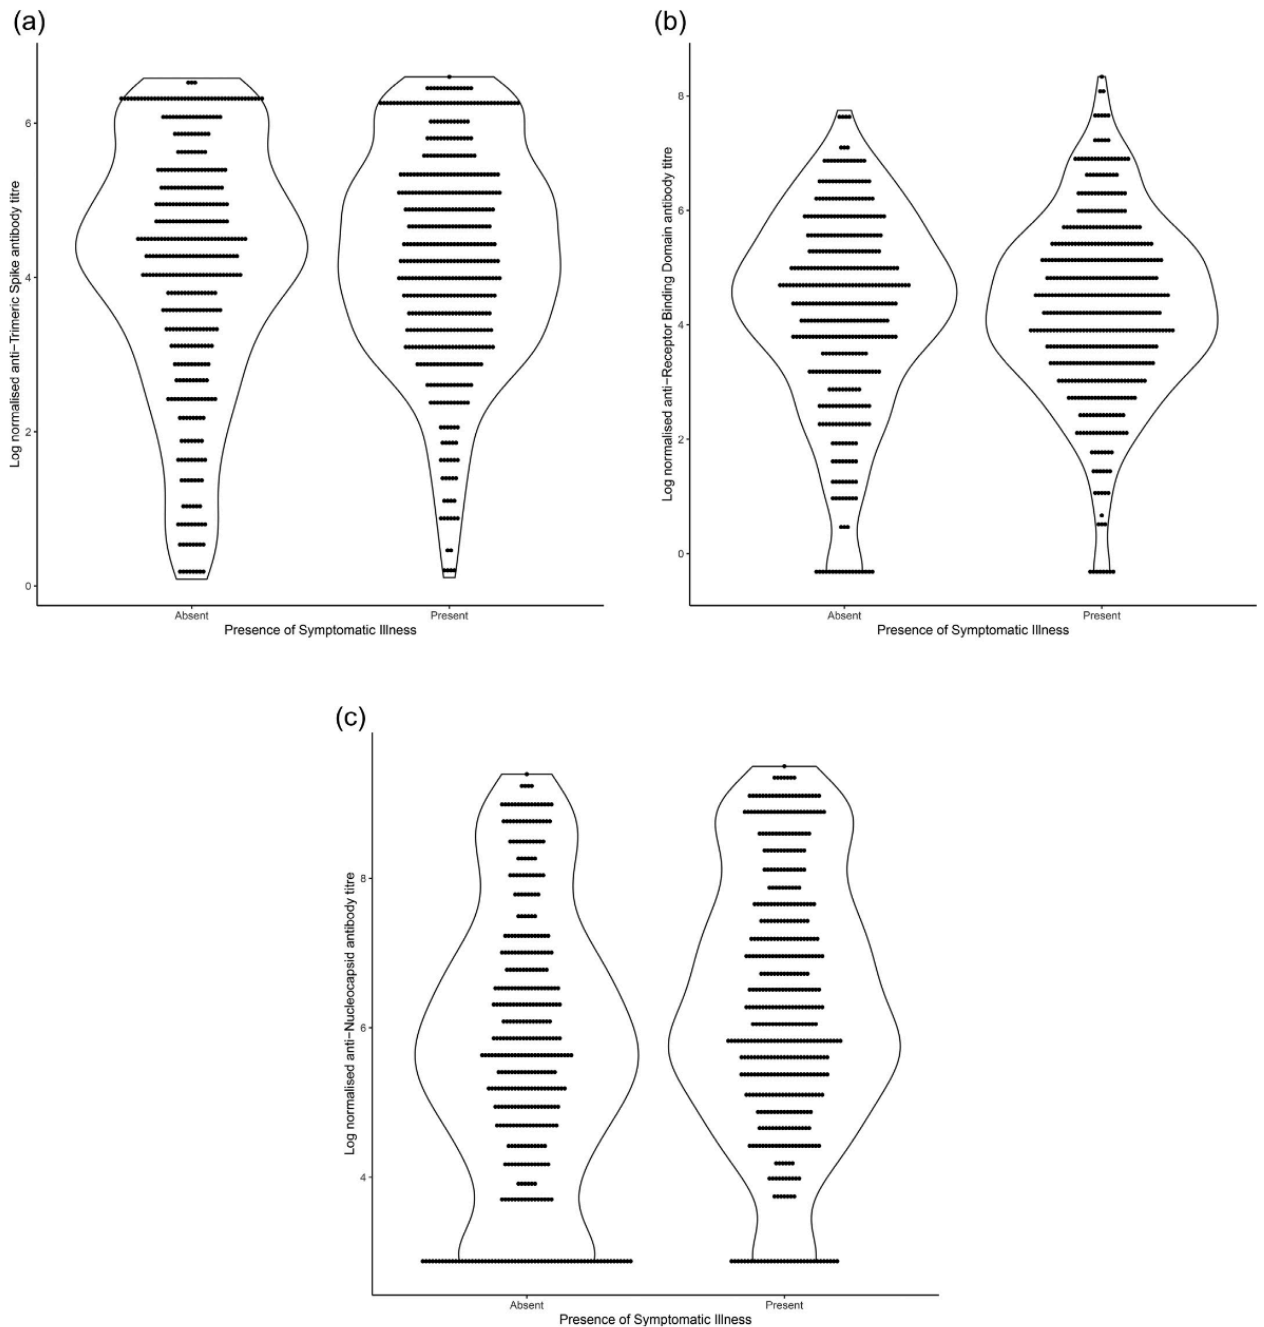 (a)
Log normalised anti−Trimeric Spike antibody titre
6
4
2
0
Absent
Present
Presence of Symptomatic Illness
(b)
Log normalised anti−Receptor Binding Domain antibody titre
8
6
4
2
0
Absent
Present
Presence of Symptomatic Illness
(c)
Log normalised anti−Nucleocapsid antibody titre
8
6
4
Absent
Present
Presence of Symptomatic Illness